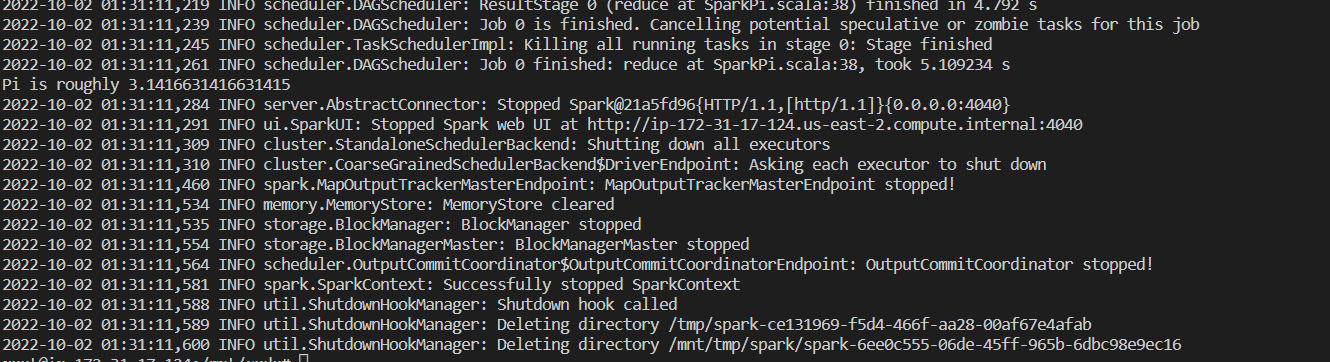 2022-10-02 01:31:11,219 INFO scheduler.DAGScheduler: ResultStage 0 (reduce at SparkPi.scala:38) finished in 4.792 s
2022-10-02 01:31:11,239 INFO scheduler.DAGScheduler: Job 0 is finished. Cancelling potential speculative or zombie tasks for this job
2022-10-02 01:31:11,245 INFO scheduler.TaskSchedulerImpl: Killing all running tasks in stage 0: Stage finished
2022-10-02 01:31:11,261 INFO scheduler.DAGScheduler: Job 0 finished: reduce at SparkPi.scala:38, took 5.109234 s
Pi is roughly 3.1416631416631415
2022-10-02 01:31:11,284 INFO server.AbstractConnector: Stopped Spark@21a5fd96{HTTP/1.1,[http/1.1]}{0.0.0.0:4040}
2022-10-02 01:31:11,291 INFO ui.SparkUI: Stopped Spark web UI at http://ip-172-31-17-124.us-east-2.compute.internal:4040
2022-10-02 01:31:11,309 INFO cluster.StandaloneSchedulerBackend: Shutting down all executors
2022-10-02 01:31:11,310 INFO cluster.CoarseGrainedSchedulerBackend$DriverEndpoint: Asking each executor to shut down
2022-10-02 01:31:11,460 INFO spark.MapOutputTrackerMasterEndpoint: MapOutputTrackerMasterEndpoint stopped!
2022-10-02 01:31:11,534 INFO memory.MemoryStore: MemoryStore cleared
2022-10-02 01:31:11,535 INFO storage.BlockManager: BlockManager stopped
2022-10-02 01:31:11,554 INFO storage.BlockManagerMaster: BlockManagerMaster stopped
2022-10-02 01:31:11,564 INFO scheduler.OutputCommitCoordinator$OutputCommitCoordinatorEndpoint: OutputCommitCoordinator stopped!
2022-10-02 01:31:11,581 INFO spark.SparkContext: Successfully stopped SparkContext
2022-10-02 01:31:11,588 INFO util.ShutdownHookManager: Shutdown hook called
2022-10-02 01:31:11,589 INFO util.ShutdownHookManager: Deleting directory /tmp/spark-ce131969-f5d4-466f-aa28-00af67e4afab
2022-10-02 01:31:11,600 INFO util.ShutdownHookManager: Deleting directory /mnt/tmp/spark/spark-6ee0c555-06de-45ff-965b-6dbc98e9ec16